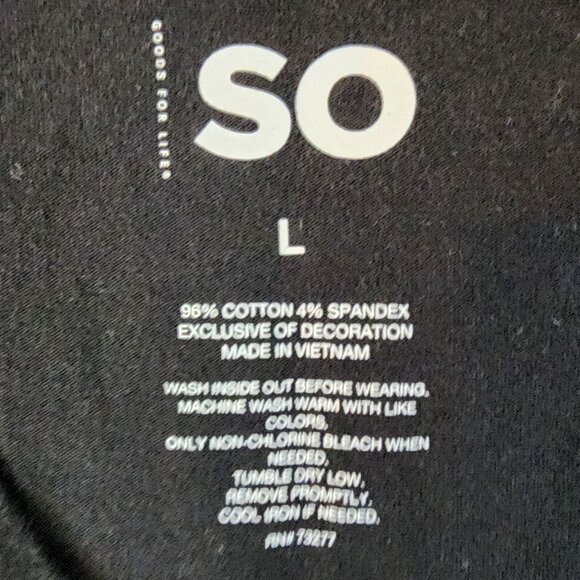 GOODS FOR LIFE®
SO
L
96% COTTON 4% SPANDEX
EXCLUSIVE OF DECORATION
MADE IN VIETNAM
WASH INSIDE OUT BEFORE WEARING,
MACHINE WASH WARM WITH LIKE
COLORS,
ONLY NON-CHLORINE BLEACH WHEN
NEEDED,
TUMBLE DRY LOW,
REMOVE PROMPTLY,
COOL IRON IF NEEDED,
RN# 73277